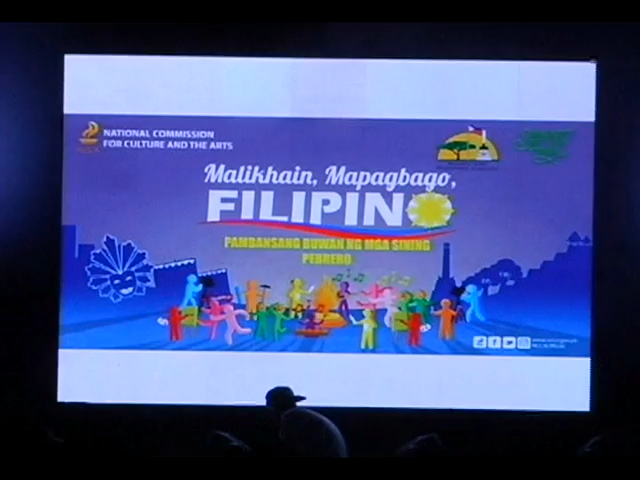 NATIONAL COMMISSION
FOR CULTURE AND THE ARTS
Malikhain, Mapagbago,
FILIPINO
PAMBANSANG BUWAN NG MGA SINING
PEBRERO